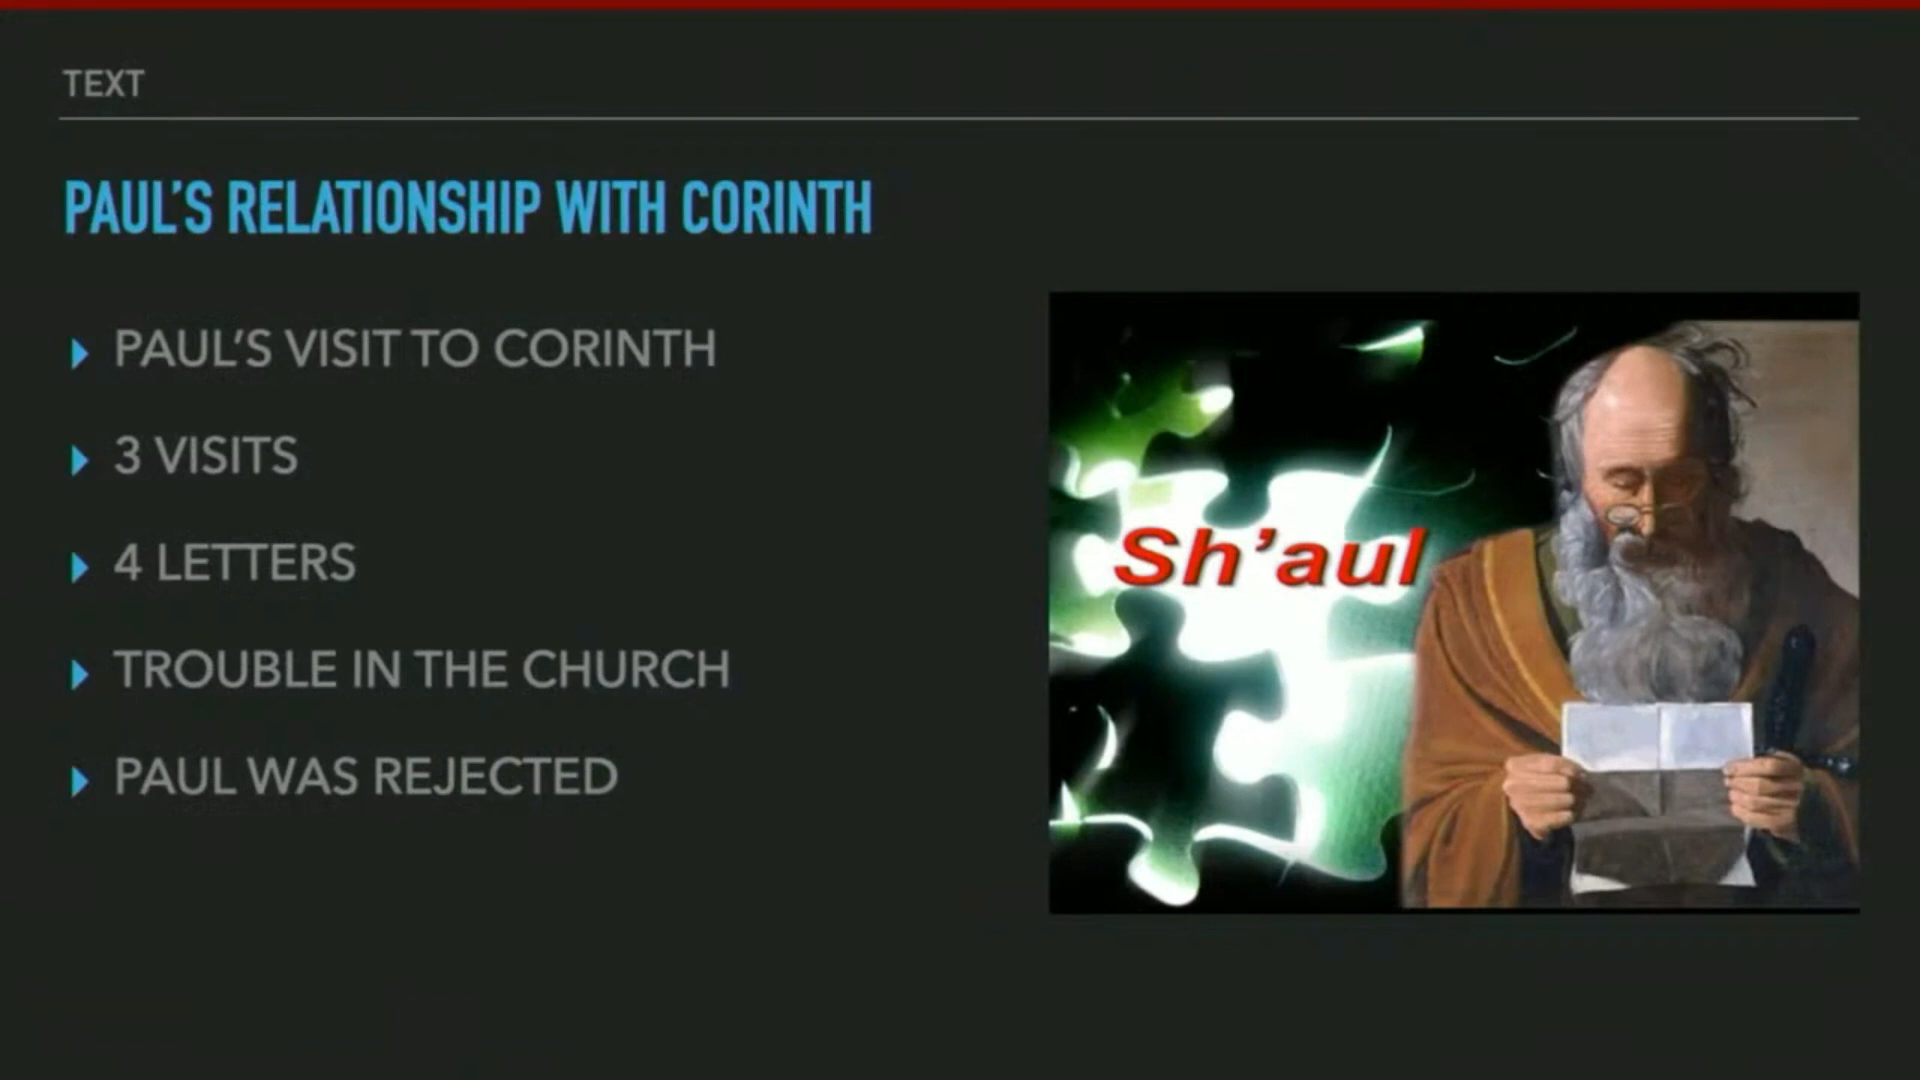 TEXT
PAUL’S RELATIONSHIP WITH CORINTH
PAUL’S VISIT TO CORINTH
3 VISITS
4 LETTERS
TROUBLE IN THE CHURCH
PAUL WAS REJECTED
Sh’aul